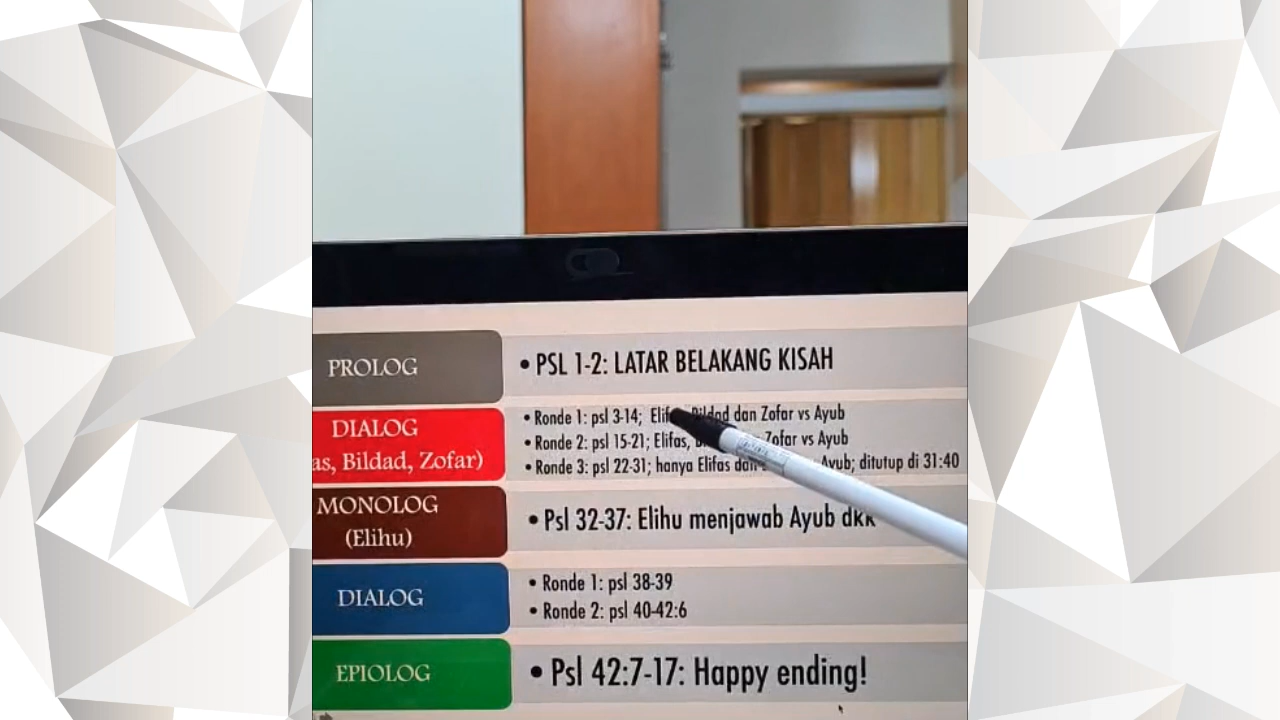 PROLOG
• PSL 1-2: LATAR BELAKANG KISAH
DIALOG
as, Bildad, Zofar)
• Ronde 1: psl 3-14; Bildad dan Zofar vs Ayub
• Ronde 2: psl 15-21; Elifas, Zofar vs Ayub
• Ronde 3: psl 22-31; hanya Elifas dan Ayub; ditutup di 31:40
MONOLOG
(Elihu)
• Psl 32-37: Elihu menjawab Ayub dkk
DIALOG
• Ronde 1: psl 38-39
• Ronde 2: psl 40-42:6
EPIOLOG
• Psl 42:7-17: Happy ending!